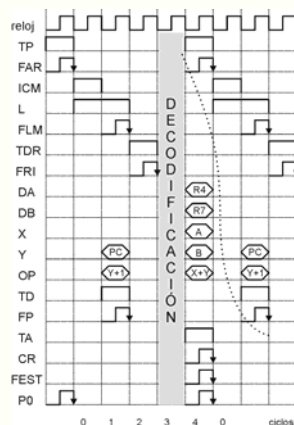 reloj
TP
FAR
ICM
L
FLM
TDR
FRI
DA R4
DB R7
X A
Y PC B PC
OP Y+1 X+Y Y+1
TD
FP
TA
CR
FEST
P0
DECODIFICACIÓN
0 1 2 3 4 0 ciclos